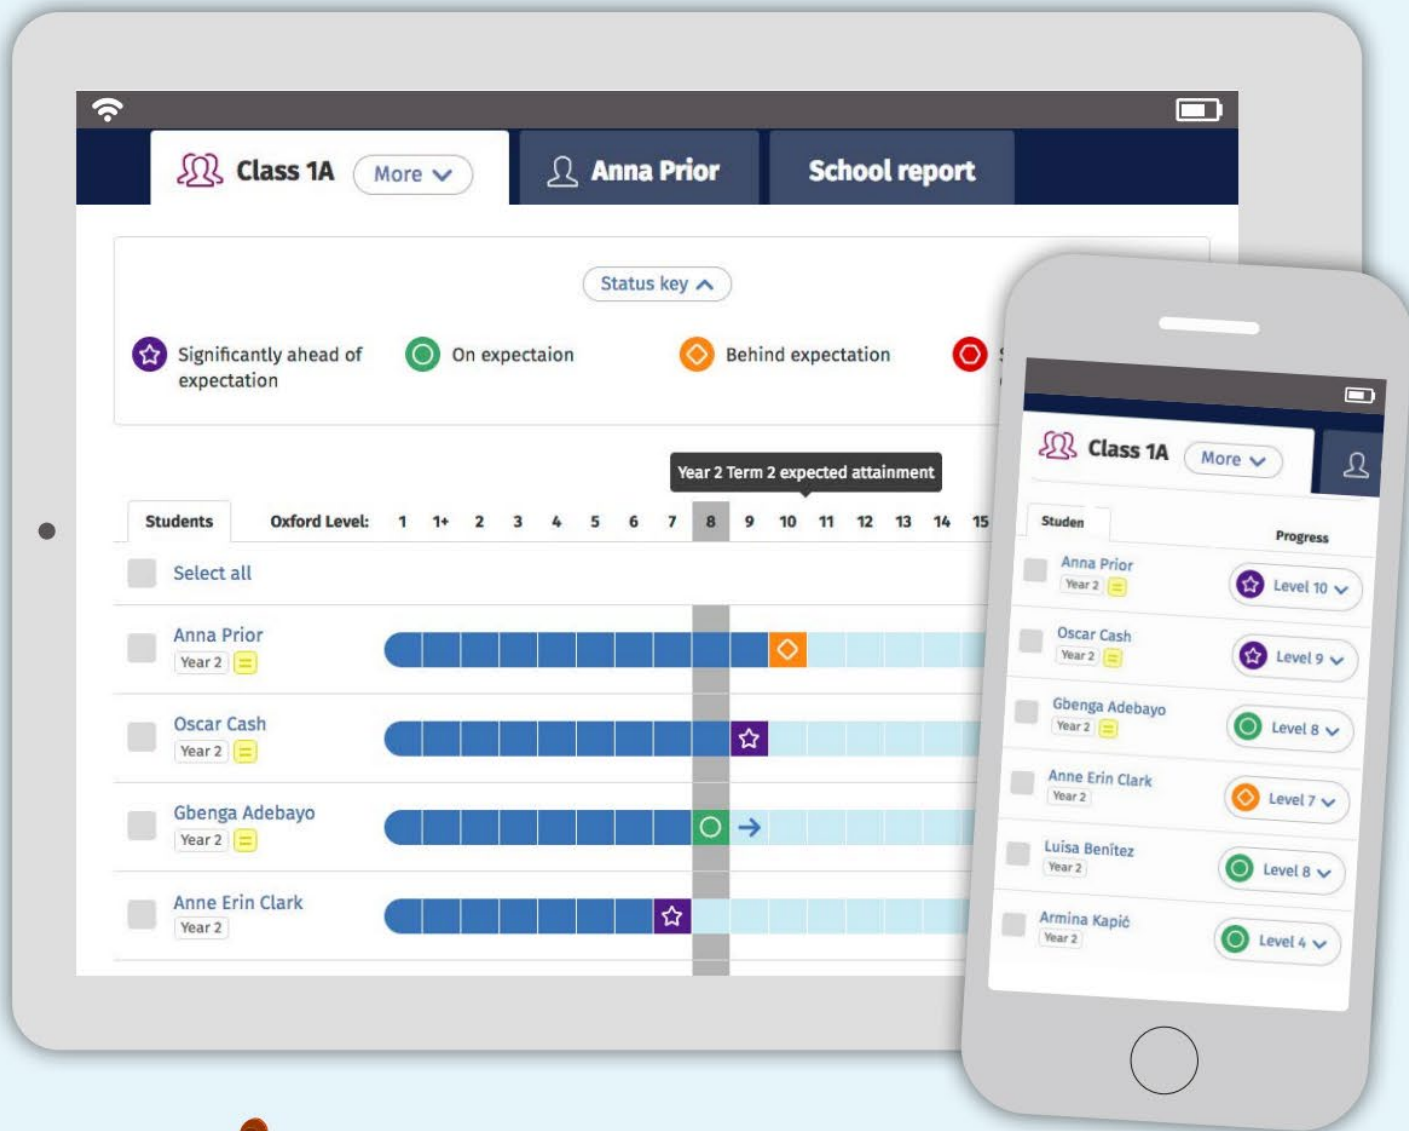 Class 1A More Anna Prior School report
Status key
Significantly ahead of
expectation
On expectaion
Behind expectation
Year 2 Term 2 expected attainment
Students Oxford Level: 1 1+ 2 3 4 5 6 7 8 9 10 11 12 13 14 15
Select all
Anna Prior
Year 2
Oscar Cash
Year 2
Gbenga Adebayo
Year 2
Anne Erin Clark
Year 2
Class 1A More
Studen Progress
Anna Prior
Year 2
Level 10
Oscar Cash
Year 2
Level 9
Gbenga Adebayo
Year 2
Level 8
Anne Erin Clark
Year 2
Level 7
Luisa Benítez
Year 2
Level 8
Armina Kapić
Year 2
Level 4